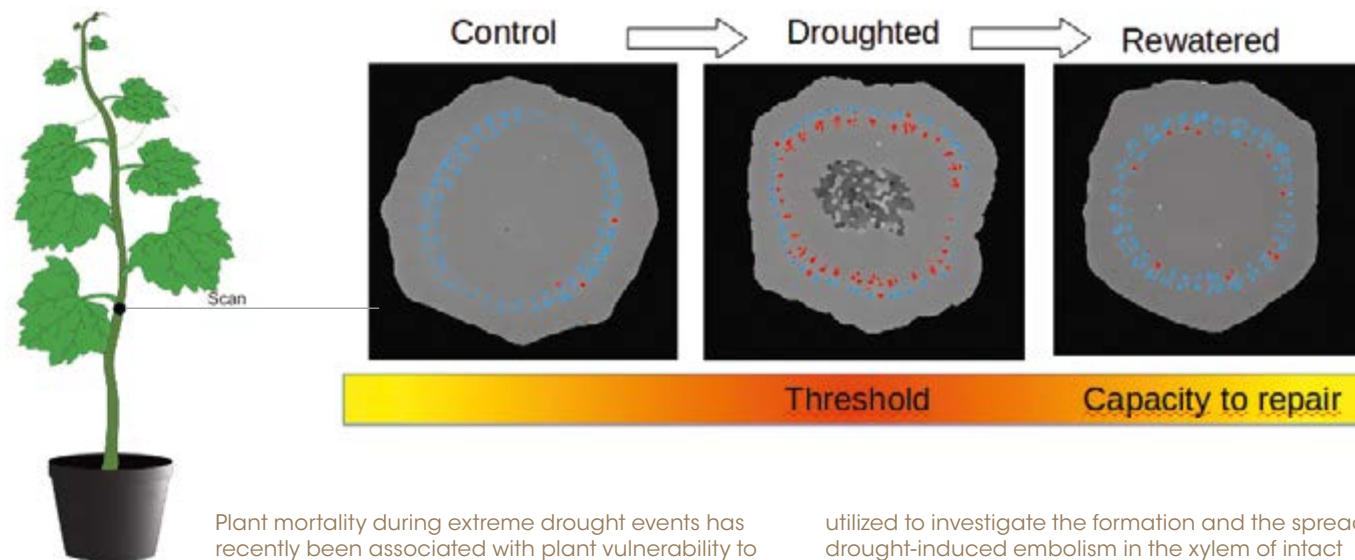 Control
Droughted
Rewatered
Scan
Threshold
Capacity to repair
Plant mortality during extreme drought events has
recently been associated with plant vulnerability to
utilized to investigate the formation and the spread
drought-induced embolism in the xylem of intact